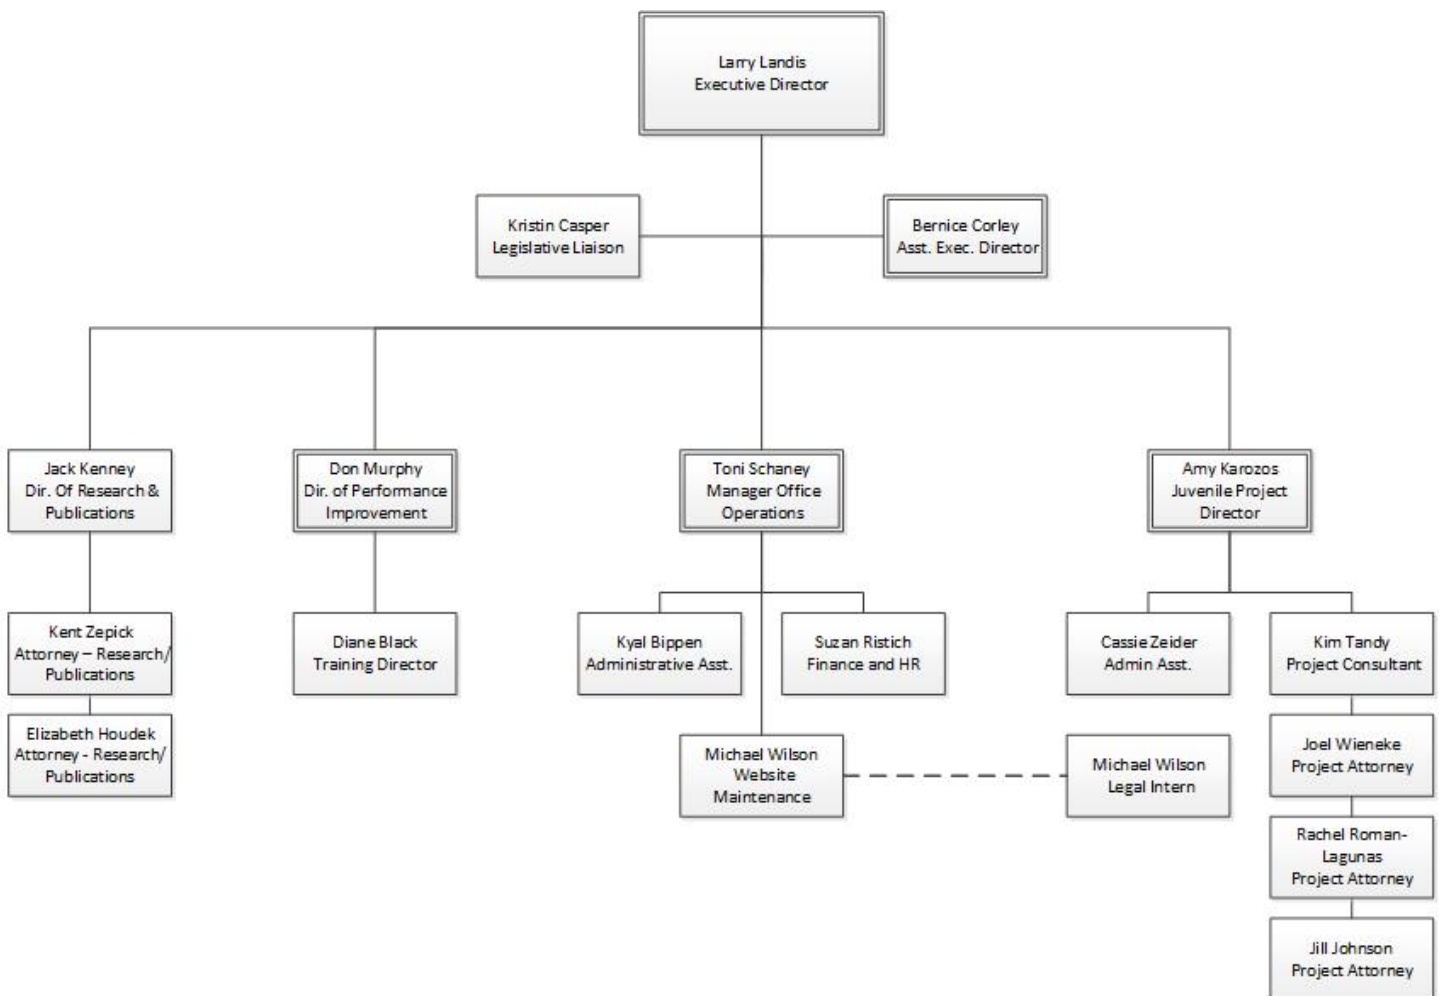 Larry Landis
Executive Director
Kristin Casper
Legislative Liaison
Bernice Corley
Asst. Exec. Director
Jack Kenney
Dir. Of Research &
Publications
Don Murphy
Dir. of Performance
Improvement
Toni Schaney
Manager Office
Operations
Amy Karozos
Juvenile Project
Director
Kent Zepick
Attorney – Research/
Publications
Diane Black
Training Director
Kyal Bippen
Administrative Asst.
Suzan Ristich
Finance and HR
Cassie Zeider
Admin Asst.
Kim Tandy
Project Consultant
Elizabeth Houdek
Attorney - Research/
Publications
Michael Wilson
Website
Maintenance
Michael Wilson
Legal Intern
Joel Wieneke
Project Attorney
Rachel Roman-
Lagunas
Project Attorney
Jill Johnson
Project Attorney